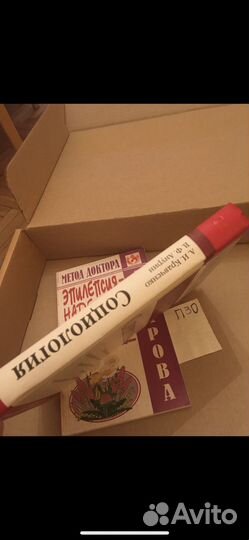 МЕТОД ДОКТОРА
ЭПИЛЕПСИЯ-
А.И. Кравченко
В.Ф. Анурин
Социология
РОВА
П30
Avito